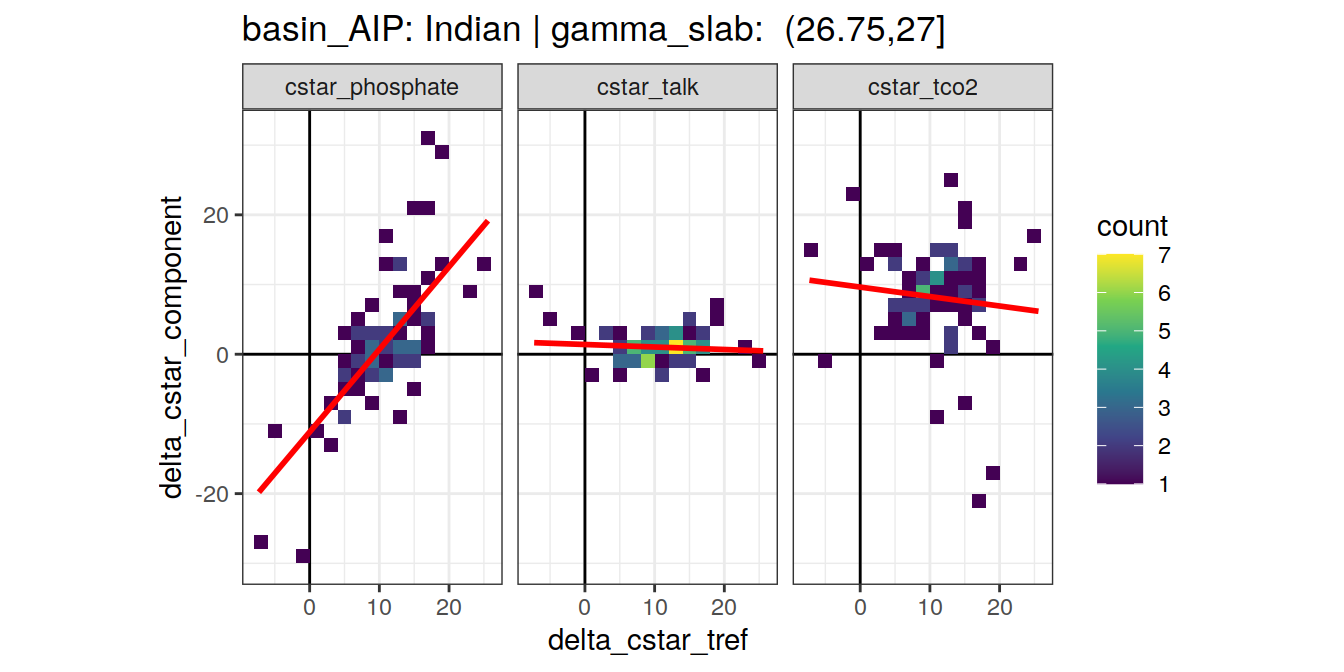 basin_AIP: Indian | gamma_slab:  (26.75,27]
cstar_phosphate
cstar_talk
cstar_tco2
delta_cstar_component
20
0
-20
0
10
20
0
10
20
0
10
20
delta_cstar_tref
count
7
6
5
4
3
2
1